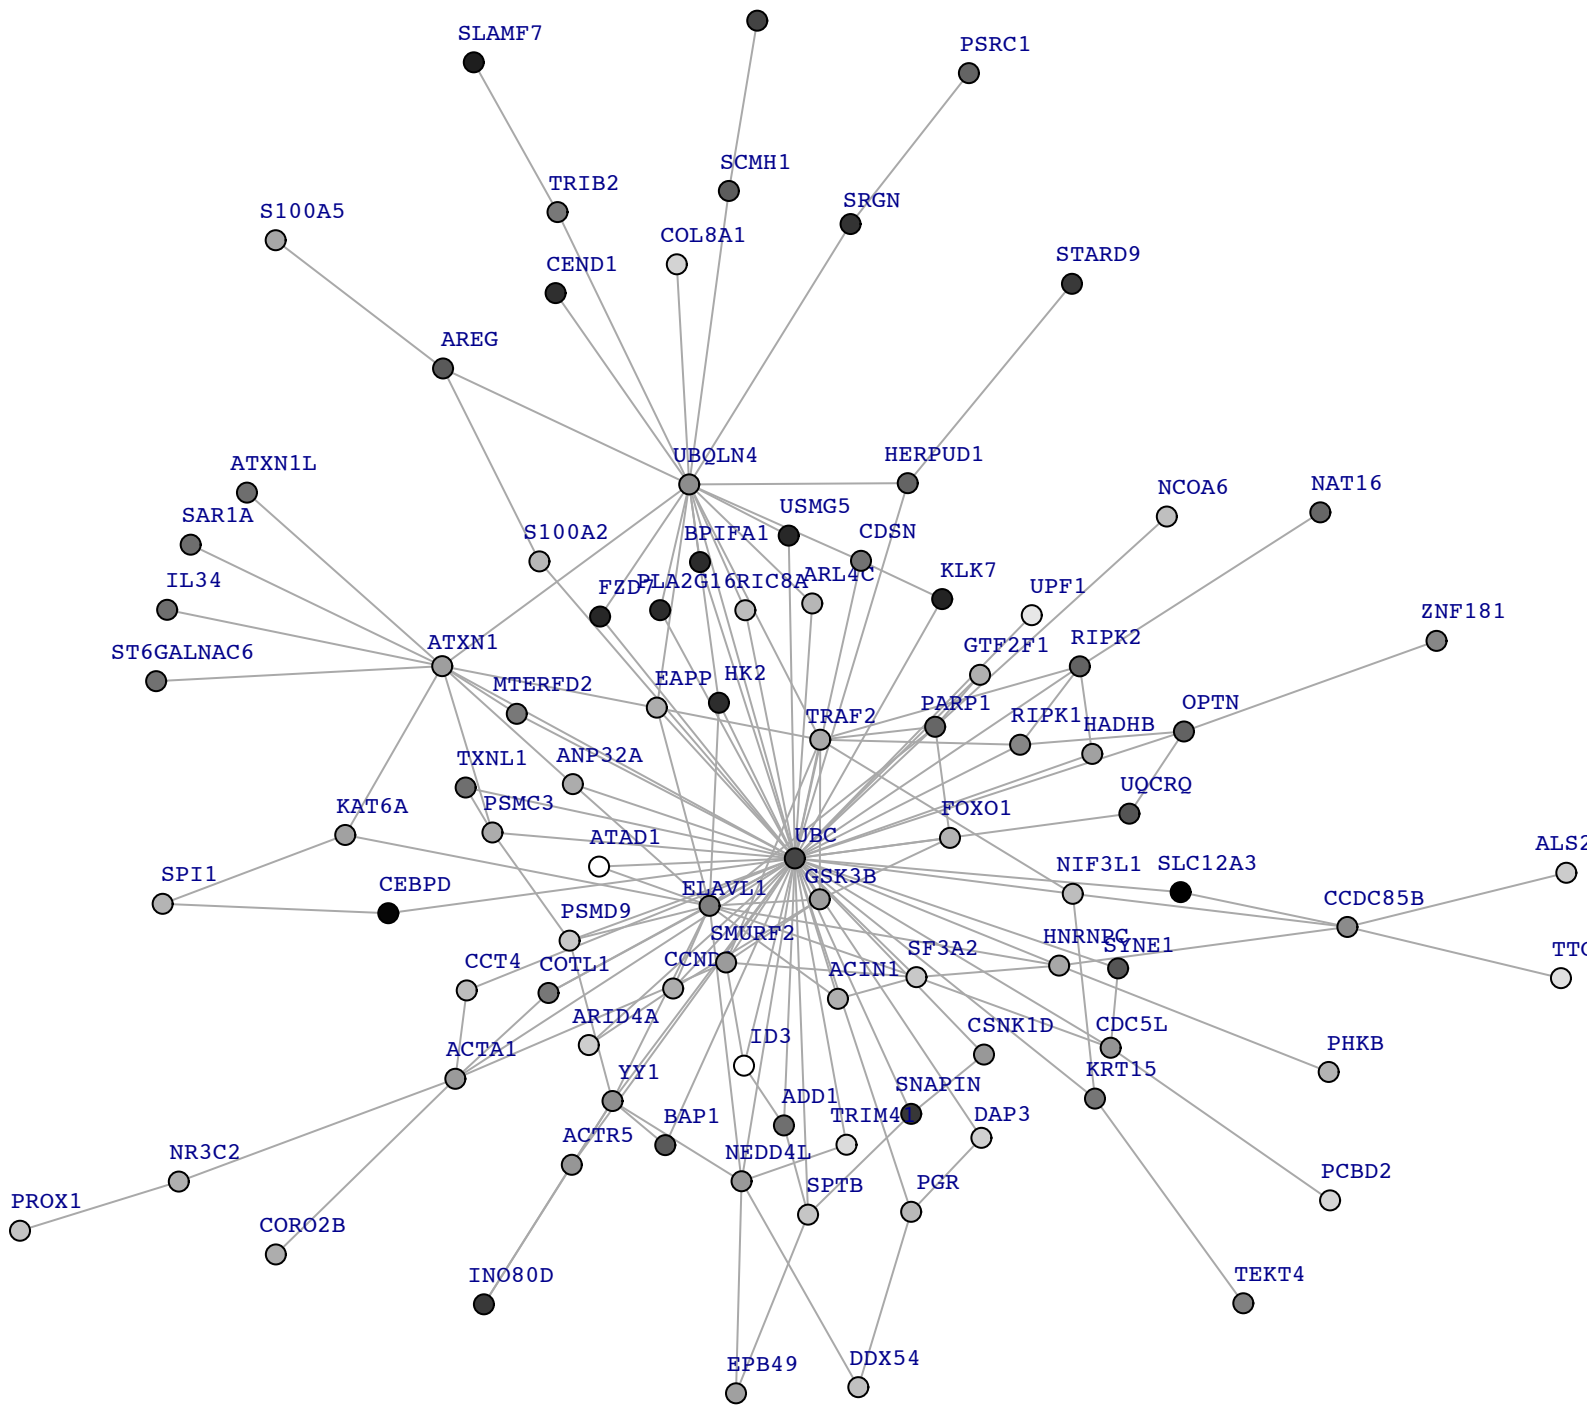 SLAMF7
PSRC1
SCMH1
TRIB2
SRGN
S100A5
COL8A1
CEND1
STARD9
AREG
UBQLN4
HERPUD1
ATXN1L
NCOA6
NAT16
SAR1A
USMG5
S100A2
BPIFA1
CDSN
IL34
FZD7
PLA2G16
RIC8A
ARL4C
KLK7
UPF1
ZNF181
ST6GALNAC6
ATXN1
GTF2F1
RIPK2
MTERFD2
EAPP
HK2
TRAF2
PARP1
RIPK1
HADHB
OPTN
TXNL1
ANP32A
UQCRQ
KAT6A
PSMC3
FOXO1
ATAD1
UBC
ALS2
SPI1
CEBPD
ELAVL1
GSK3B
NIF3L1
SLC12A3
CCDC85B
PSMD9
SMURF2
HNRNPC
SYNE1
CCT4
COTL1
CCND
ACIN1
SF3A2
TTC
ARID4A
ID3
CSNK1D
CDC5L
ACTA1
YY1
PHKB
ADD1
SNAPIN
KRT15
BAP1
TRIM41
DAP3
NR3C2
ACTR5
NEDD4L
PROX1
SPTB
PGR
PCBD2
CORO2B
INO80D
TEKT4
EPB49
DDX54